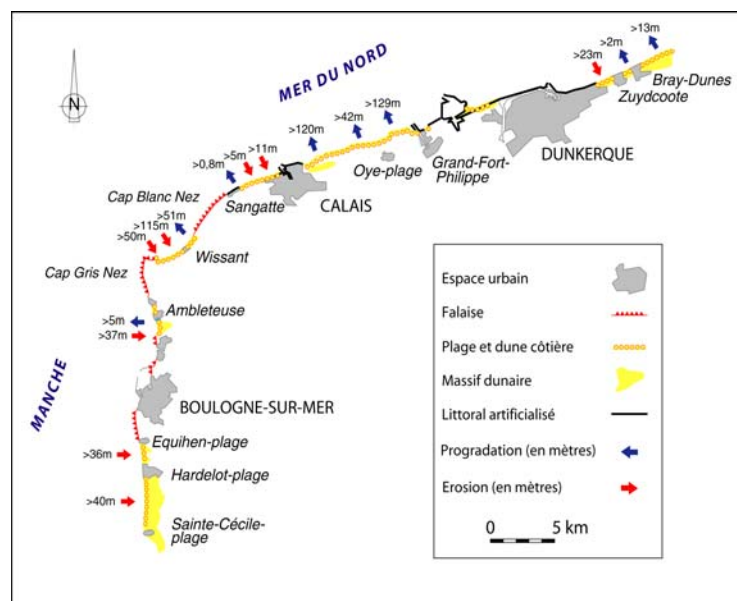 MER DU NORD
>13m
>2m
>23m
Bray-Dunes
Zuydcoote
>129m
>42m
>120m
>11m
>5m
>0,8m
Oye-plage
Grand-Fort-
Philippe
DUNKERQUE
Cap Blanc Nez
Sangatte
CALAIS
>51m
>115m
>50m
Wissant
Cap Gris Nez
Ambleteuse
>5m
>37m
MANCHE
BOULOGNE-SUR-MER
Equihen-plage
>36m
Hardelot-plage
>40m
Sainte-Cécile-
plage
N
Espace urbain
Falaise
Plage et dune côtière
Massif dunaire
Littoral artificialisé
Progradation (en mètres)
Erosion (en mètres)
0 5 km